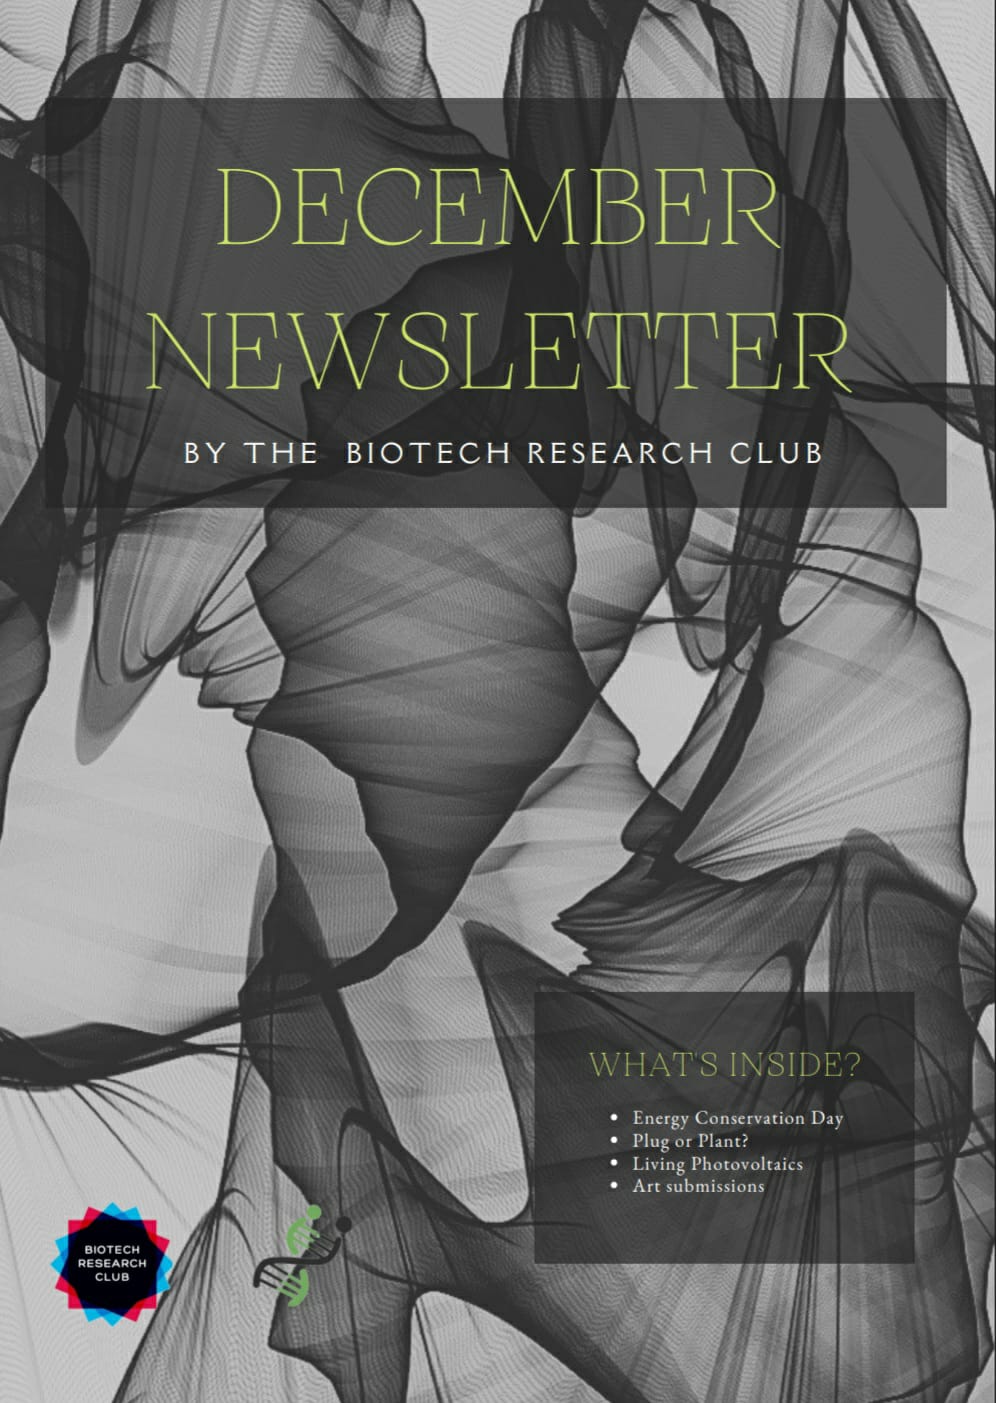 DECEMBER
NEWSLETTER
BY THE BIOTECH RESEARCH CLUB
WHAT'S INSIDE?
• Energy Conservation Day
• Plug or Plant?
• Living Photovoltaics
• Art submissions
BIOTECH
RESEARCH
CLUB